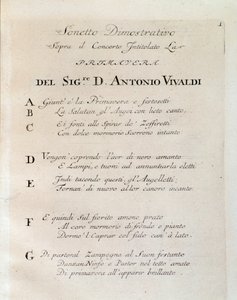 Sonetto Dimostrativo
Sopra il Concerto Intitolato La
PRIMAVERA
DEL SIG.re D. ANTONIO VIVALDI
A Giunt' è la Primavera e festosetti
B La Salutan gl' Augei con lieto canto,
C E i fonti allo Spirar de' Zeffiretti
Con dolce mormorio Scorrono intanto
D Vengon' coprendo l' aer di nero amanto
E Lampi, e tuoni ad annuntiarla eletti
E Indi tacendo questi, gl' Augelletti
Tornan' di nuovo al lor canoro incanto
F E quindi sul fiorito ameno prato
Al caro mormorio di fronde e piante
Dorme 'l Caprar col fido can' à lato
G Di pastoral Zampogna al Suon festante
Danzan Ninfe e Pastor nel tetto amato
Di primavera all' apparir brillante